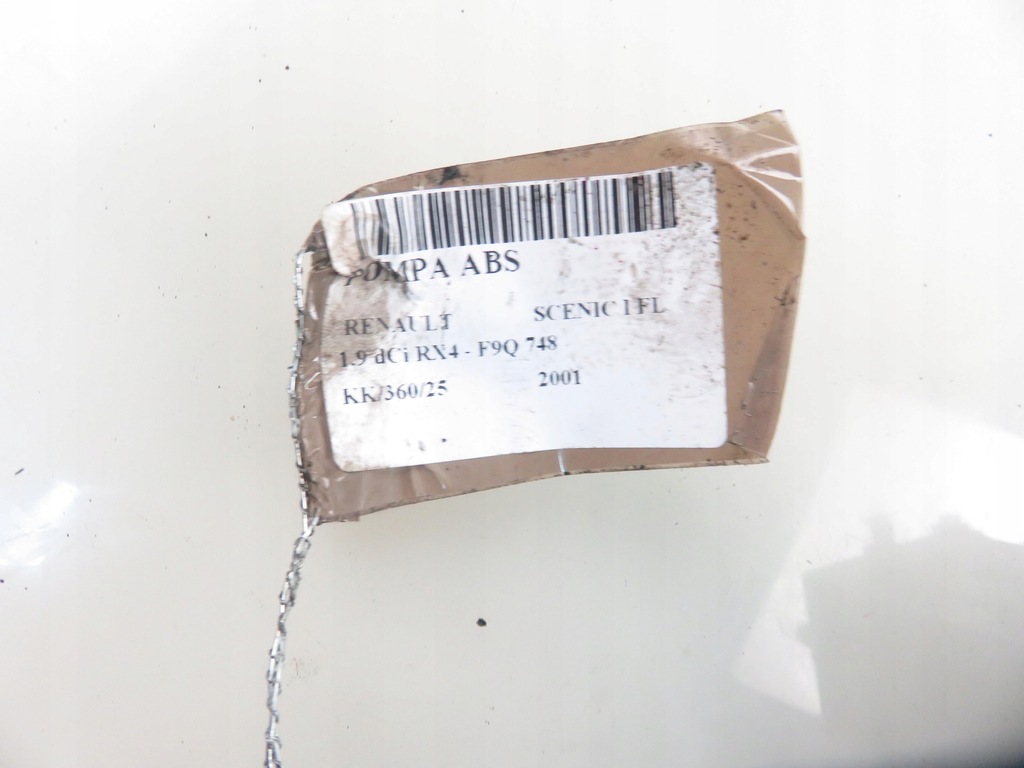 POMPA ABS
RENAULT SCENIC I FL
1.9 dCi RX4 - F9Q 748
KK/360/25 2001